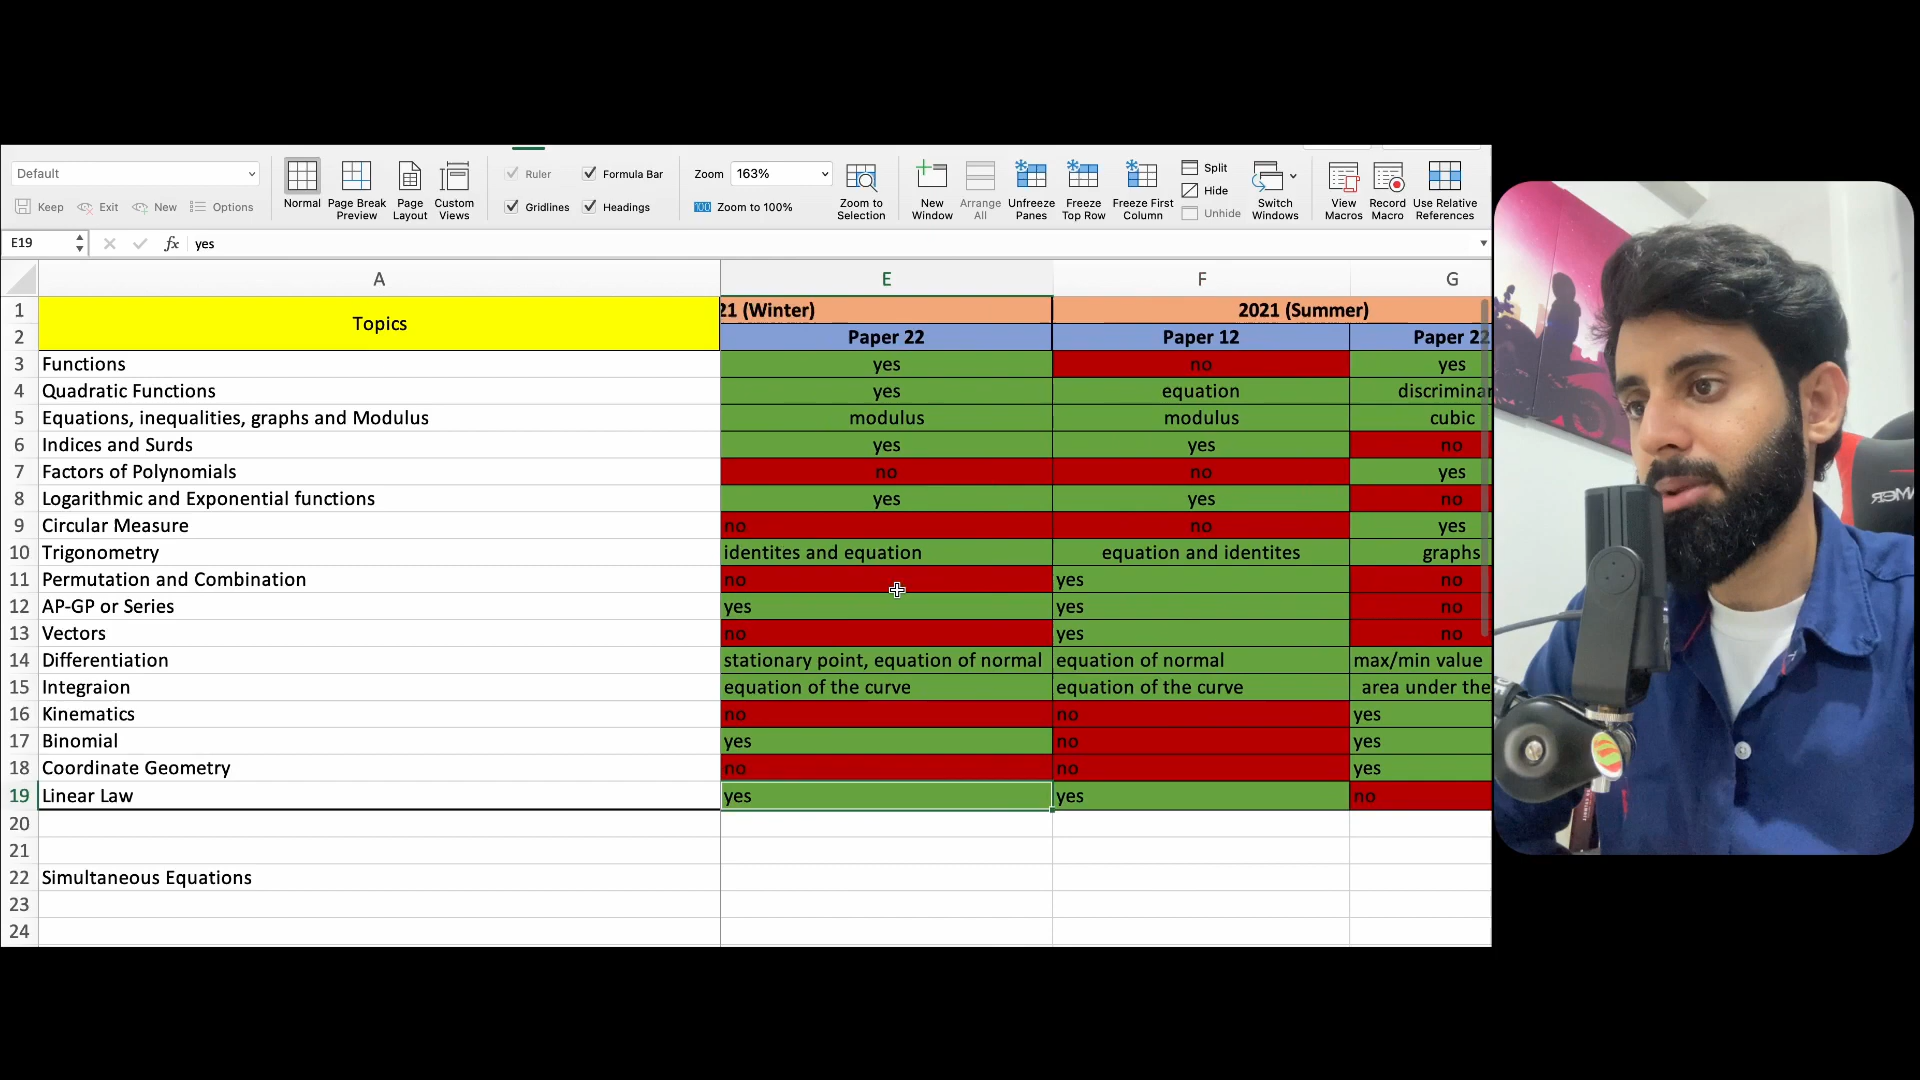 Default
Keep Exit New Options
Normal Page Break Preview Page Layout Custom Views
Ruler Formula Bar
Gridlines Headings
Zoom 163%
100 Zoom to 100%
Zoom to Selection
New Window Arrange All Unfreeze Panes Freeze Top Row Freeze First Column
Split
Hide
Unhide
Switch Windows
View Macros Record Macro Use Relative References
E19 fx yes
A E F G
1 Topics 21 (Winter) 2021 (Summer)
2 Paper 22 Paper 12 Paper 22
3 Functions yes no yes
4 Quadratic Functions yes equation discriminan
5 Equations, inequalities, graphs and Modulus modulus modulus cubic
6 Indices and Surds yes yes no
7 Factors of Polynomials no no yes
8 Logarithmic and Exponential functions yes yes no
9 Circular Measure no no yes
10 Trigonometry identites and equation equation and identites graphs
11 Permutation and Combination no yes no
12 AP-GP or Series yes yes no
13 Vectors no yes no
14 Differentiation stationary point, equation of normal equation of normal max/min value
15 Integraion equation of the curve equation of the curve area under the
16 Kinematics no no yes
17 Binomial yes no yes
18 Coordinate Geometry no no yes
19 Linear Law yes yes no
20
21
22 Simultaneous Equations
23
24